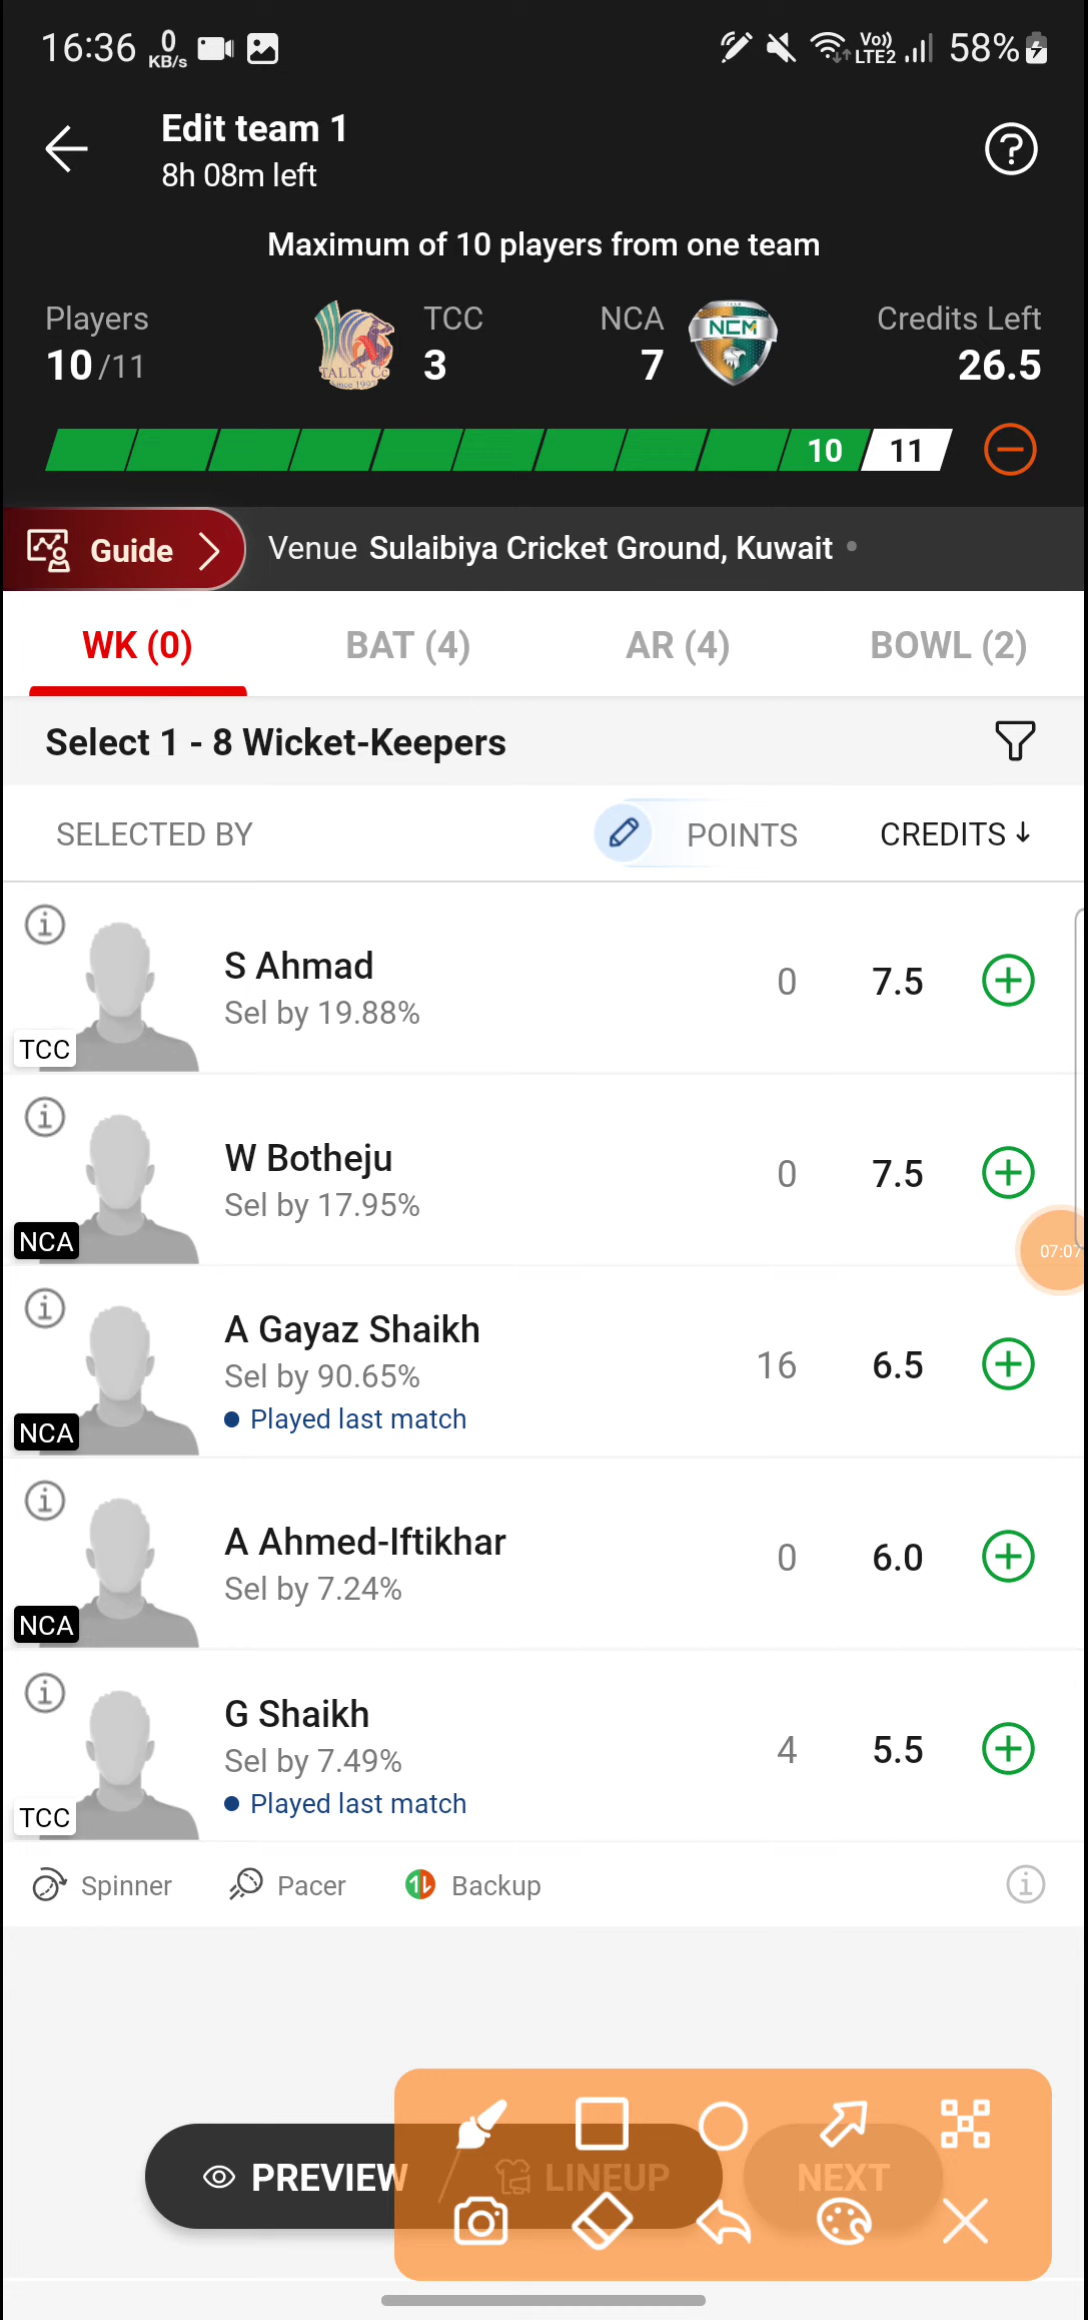 16:36 0 KB/s Vo)) LTE2 58%
Edit team 1
8h 08m left
Maximum of 10 players from one team
Players TCC NCA Credits Left
10/11 3 7 26.5
TALLY CC
Since 1997
NCM
10 11
Guide Venue Sulaibiya Cricket Ground, Kuwait
WK (0) BAT (4) AR (4) BOWL (2)
Select 1 - 8 Wicket-Keepers
SELECTED BY POINTS CREDITS ↓
S Ahmad 0 7.5
Sel by 19.88%
TCC
W Botheju 0 7.5
Sel by 17.95%
NCA
07:07
A Gayaz Shaikh 16 6.5
Sel by 90.65%
Played last match
NCA
A Ahmed-Iftikhar 0 6.0
Sel by 7.24%
NCA
G Shaikh 4 5.5
Sel by 7.49%
Played last match
TCC
Spinner Pacer Backup
PREVIEW LINEUP NEXT